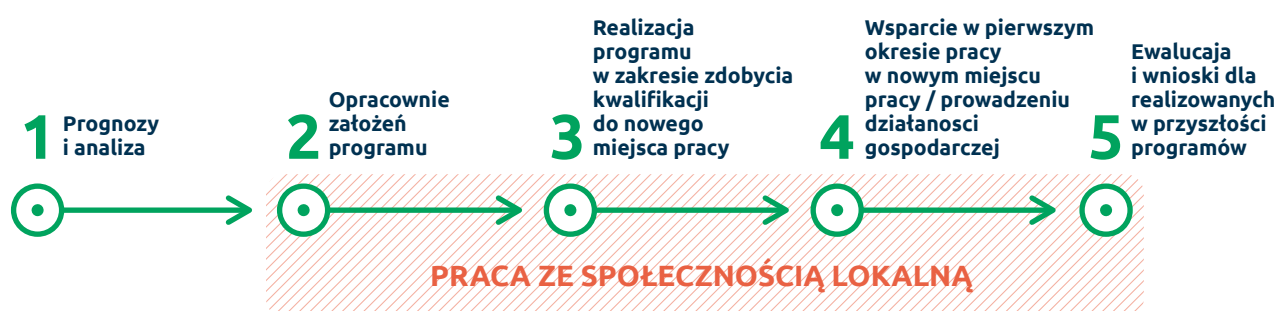 1 Prognozy
i analiza
2 Opracownie
założeń
programu
3 Realizacja
programu
w zakresie zdobycia
kwalifikacji
do nowego
miejsca pracy
4 Wsparcie w pierwszym
okresie pracy
w nowym miejscu
pracy / prowadzeniu
działanosci
gospodarczej
5 Ewalucaja
i wnioski dla
realizowanych
w przyszłości
programów
PRACA ZE SPOŁECZNOŚCIĄ LOKALNĄ